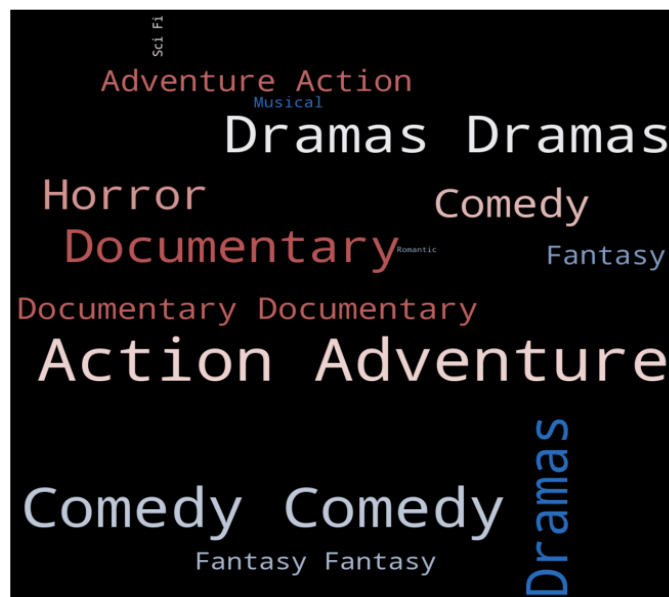 Sci Fi
Adventure Action
Musical
Dramas Dramas
Horror
Comedy
Documentary
Romantic
Fantasy
Documentary Documentary
Action Adventure
Dramas
Comedy Comedy
Fantasy Fantasy